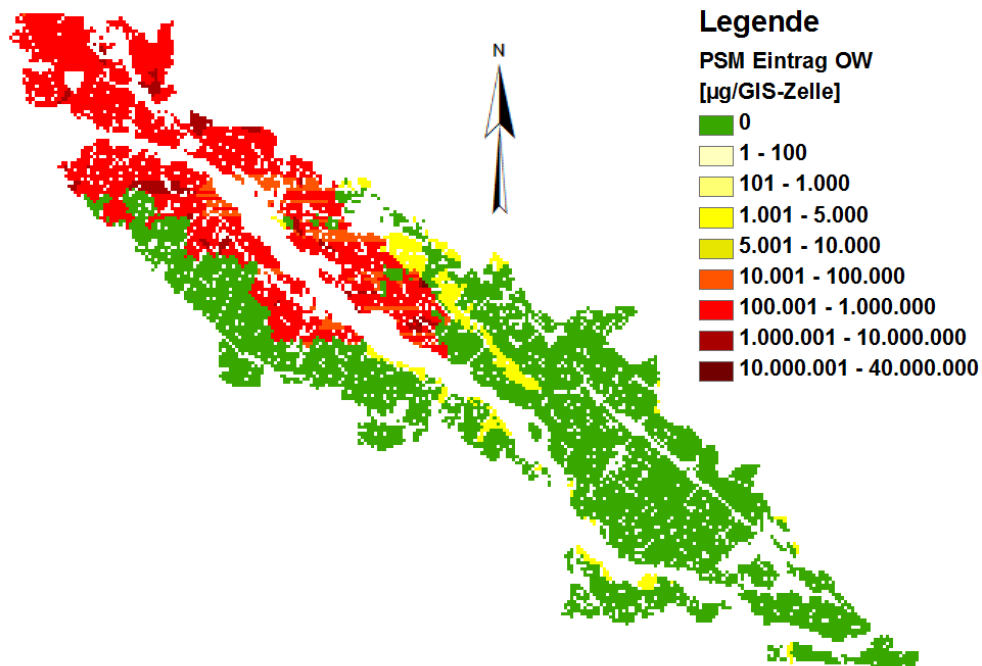 Legende
PSM Eintrag OW
[µg/GIS-Zelle]
0
1 - 100
101 - 1.000
1.001 - 5.000
5.001 - 10.000
10.001 - 100.000
100.001 - 1.000.000
1.000.001 - 10.000.000
10.000.001 - 40.000.000
N